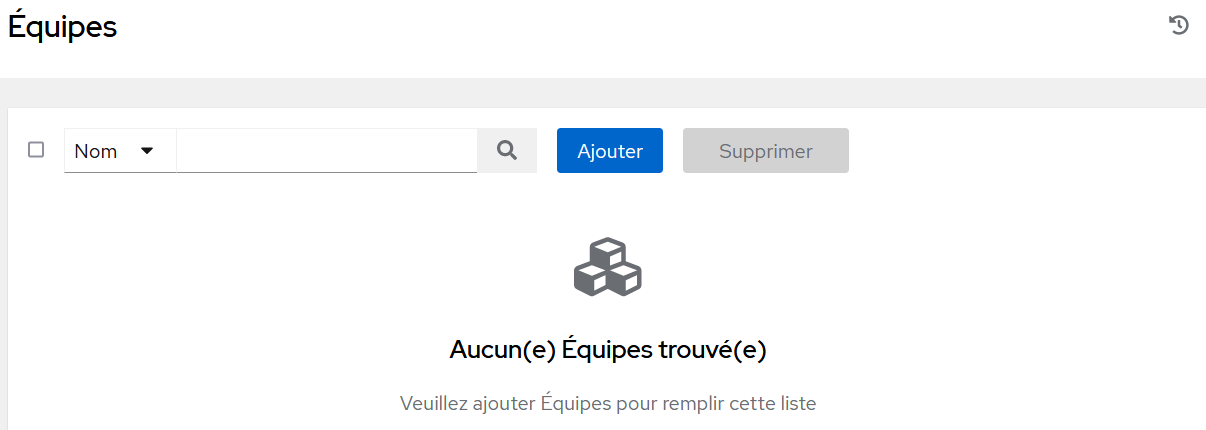 Équipes
Nom Ajouter Supprimer
Aucun(e) Équipes trouvé(e)
Veuillez ajouter Équipes pour remplir cette liste